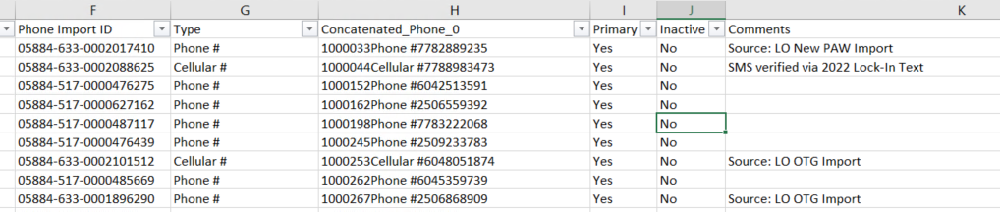 F G H I J K
Phone Import ID Type Concatenated_Phone_0 Primary Inactive Comments
05884-633-0002017410 Phone # 1000033Phone #7782889235 Yes No Source: LO New PAW Import
05884-633-0002088625 Cellular # 1000044Cellular #7788983473 Yes No SMS verified via 2022 Lock-In Text
05884-517-0000476275 Phone # 1000152Phone #6042513591 Yes No
05884-517-0000627162 Phone # 1000162Phone #2506559392 Yes No
05884-517-0000487117 Phone # 1000198Phone #7783222068 Yes No
05884-517-0000476439 Phone # 1000245Phone #2509233783 Yes No
05884-633-0002101512 Cellular # 1000253Cellular #6048051874 Yes No Source: LO OTG Import
05884-517-0000485669 Phone # 1000262Phone #6045359739 Yes No
05884-633-0001896290 Phone # 1000267Phone #2506868909 Yes No Source: LO OTG Import